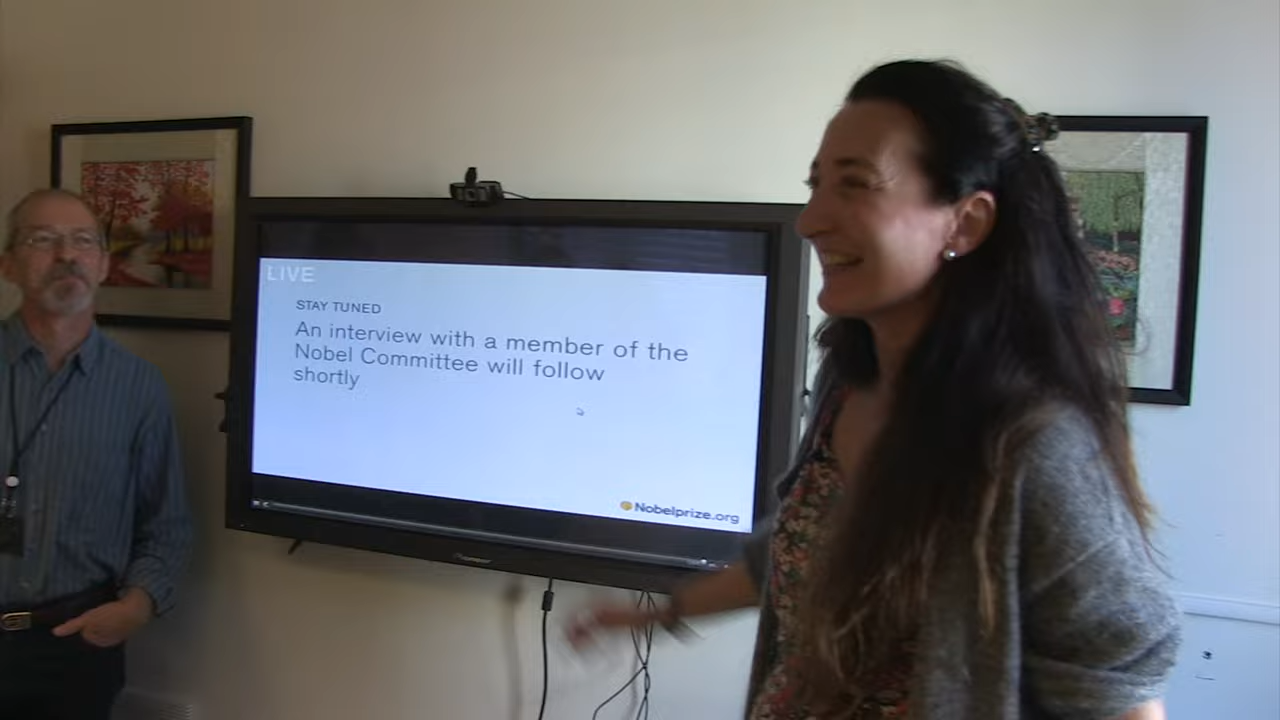 LIVE
STAY TUNED
An interview with a member of the
Nobel Committee will follow
shortly
Nobelprize.org